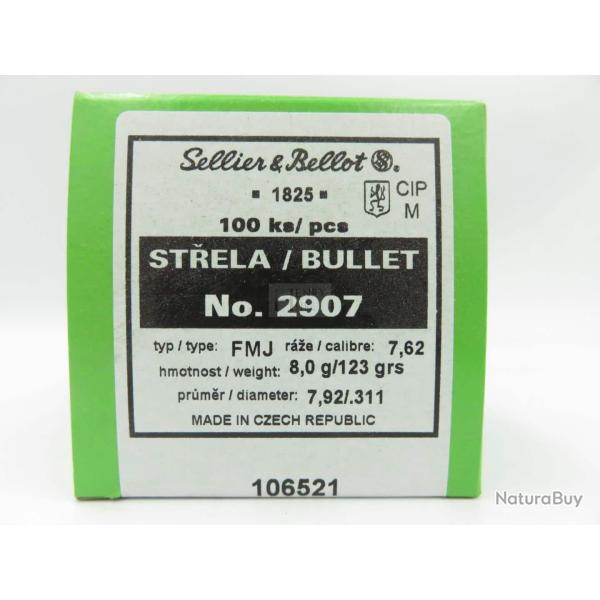 Sellier & Bellot SB.
▪ 1825 ▪
CIP
M
100 ks/ pcs
STŘELA / BULLET
No. 2907
typ / type: FMJ ráže / calibre: 7,62
hmotnost / weight: 8,0 g/123 grs
průměr / diameter: 7,92/.311
MADE IN CZECH REPUBLIC
106521
NaturaBuy